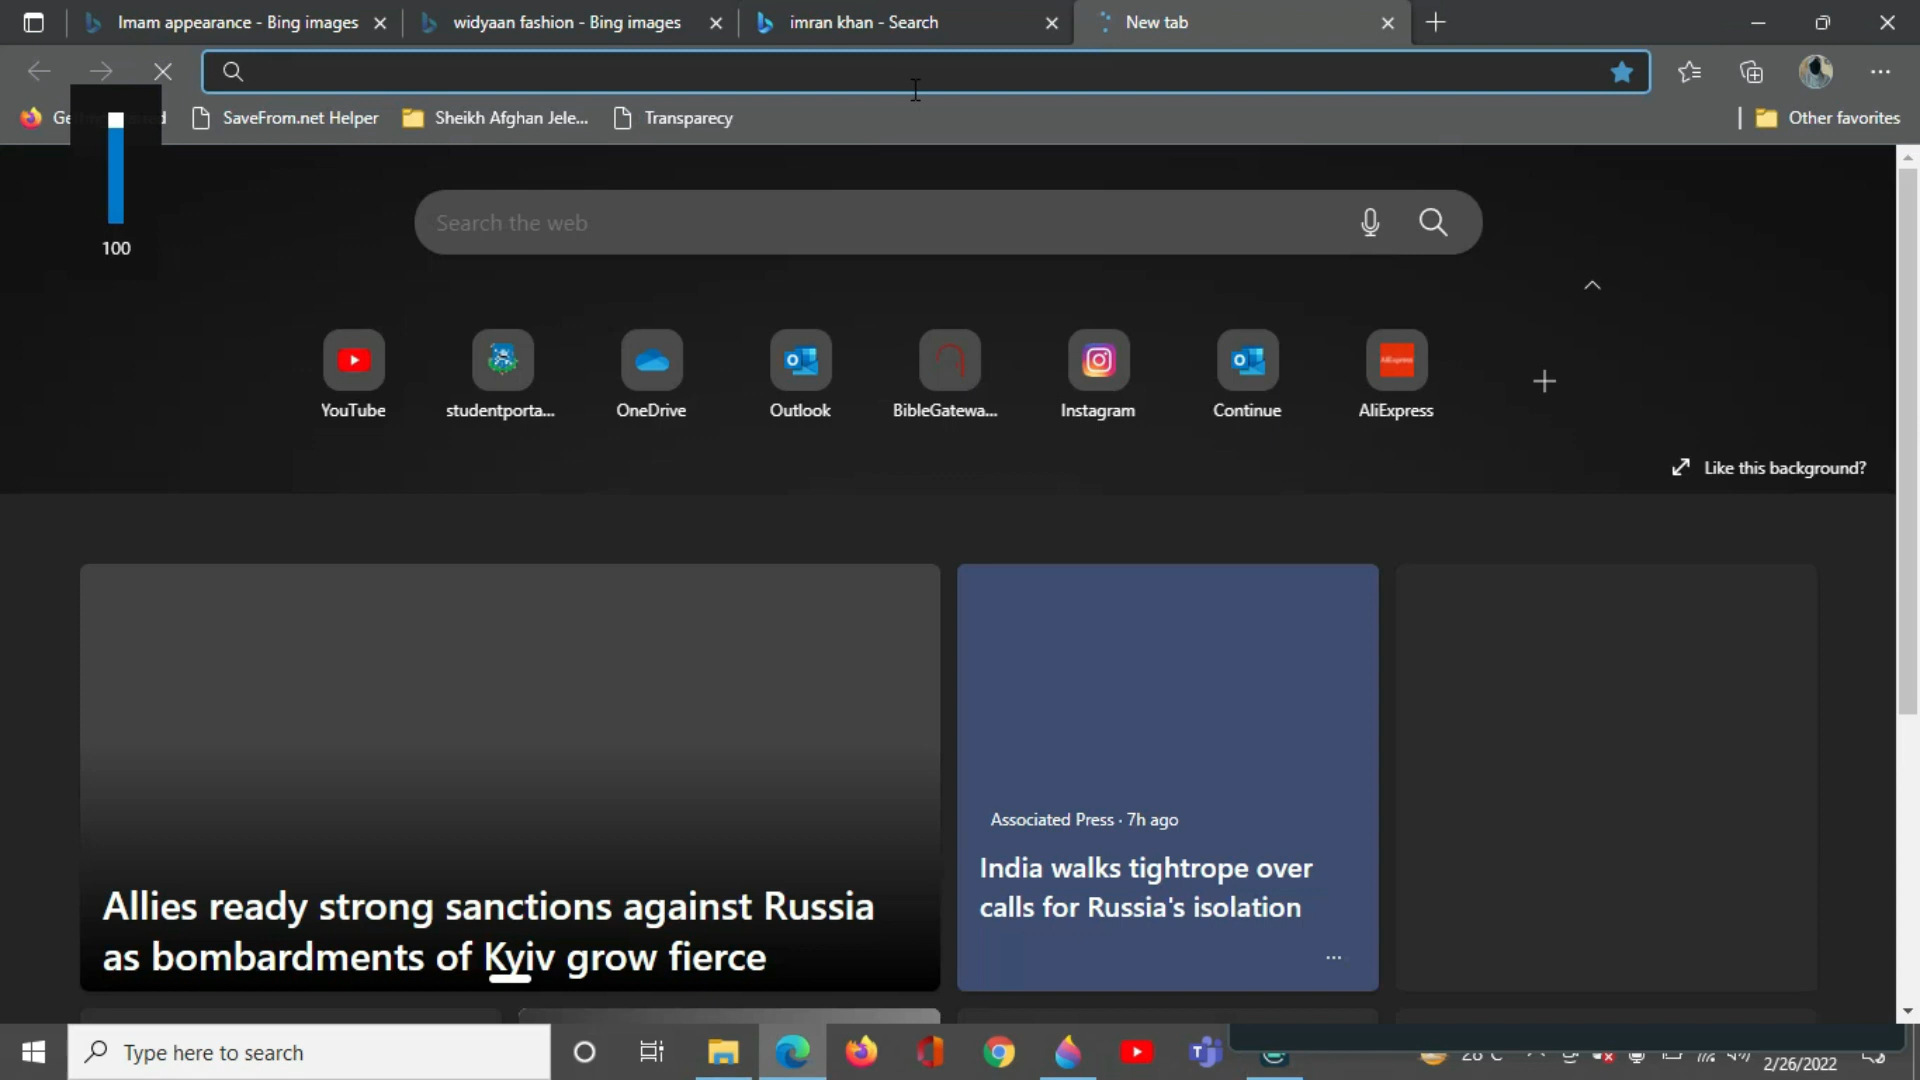 Imam appearance - Bing images
widyaan fashion - Bing images
imran khan - Search
New tab
SaveFrom.net Helper
Sheikh Afghan Jele...
Transparecy
Other favorites
100
Search the web
YouTube
studentporta...
OneDrive
Outlook
BibleGatewa...
Instagram
Continue
AliExpress
Like this background?
Allies ready strong sanctions against Russia
as bombardments of Kyiv grow fierce
Associated Press · 7h ago
India walks tightrope over
calls for Russia's isolation
Type here to search
2/26/2022